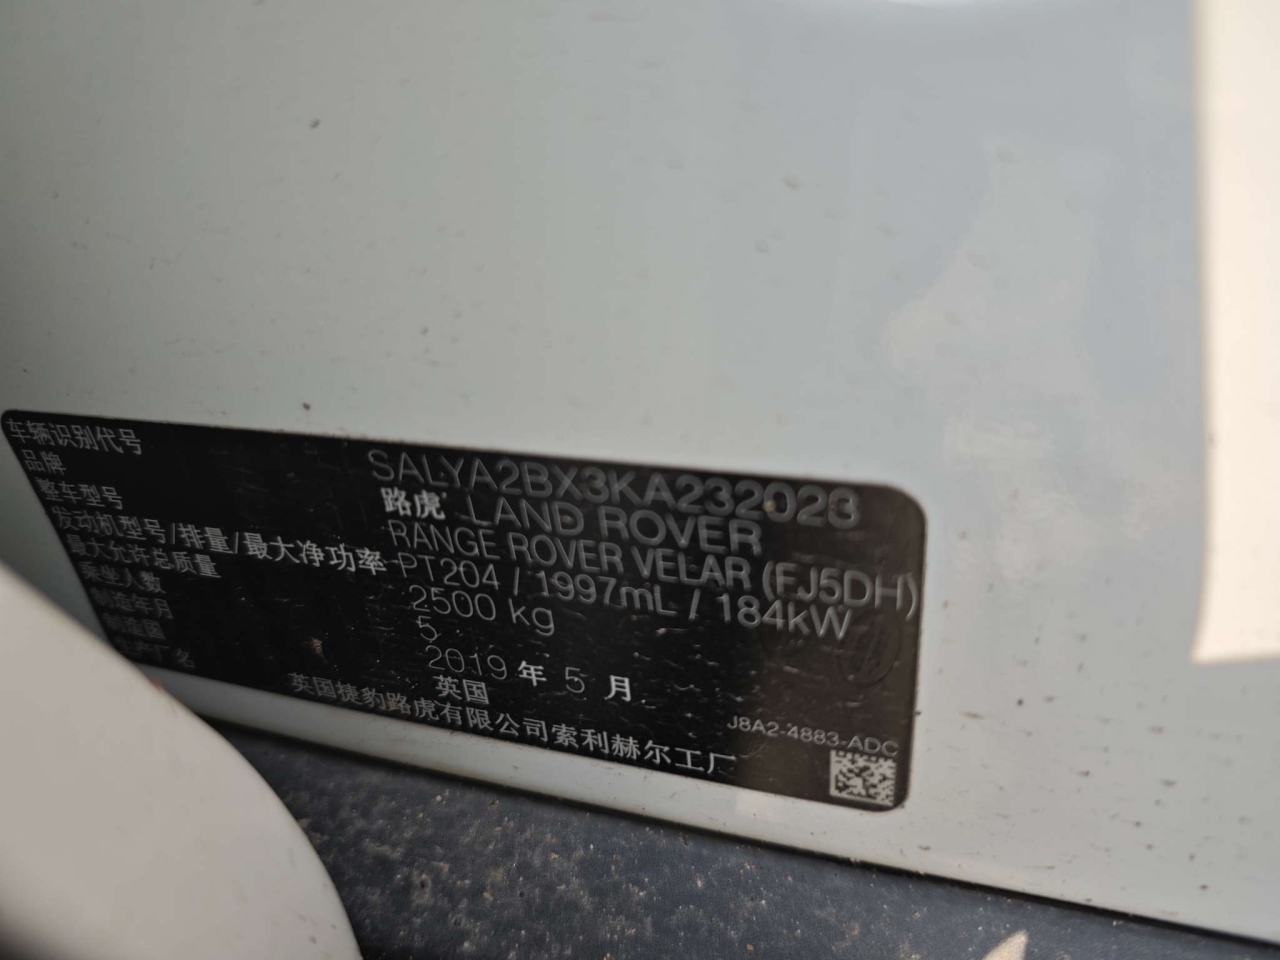 车辆识别代号 SALYA2BX3KA232028
品牌 路虎 LAND ROVER
整车型号 RANGE ROVER VELAR (FJ5DH)
发动机型号/排量/最大净功率 PT204 / 1997mL / 184kW
最大允许总质量 2500 kg
乘坐人数 5
制造年月 2019 年 5 月
制造国 英国
生产厂名 英国捷豹路虎有限公司索利赫尔工厂
J8A2-4883-ADC